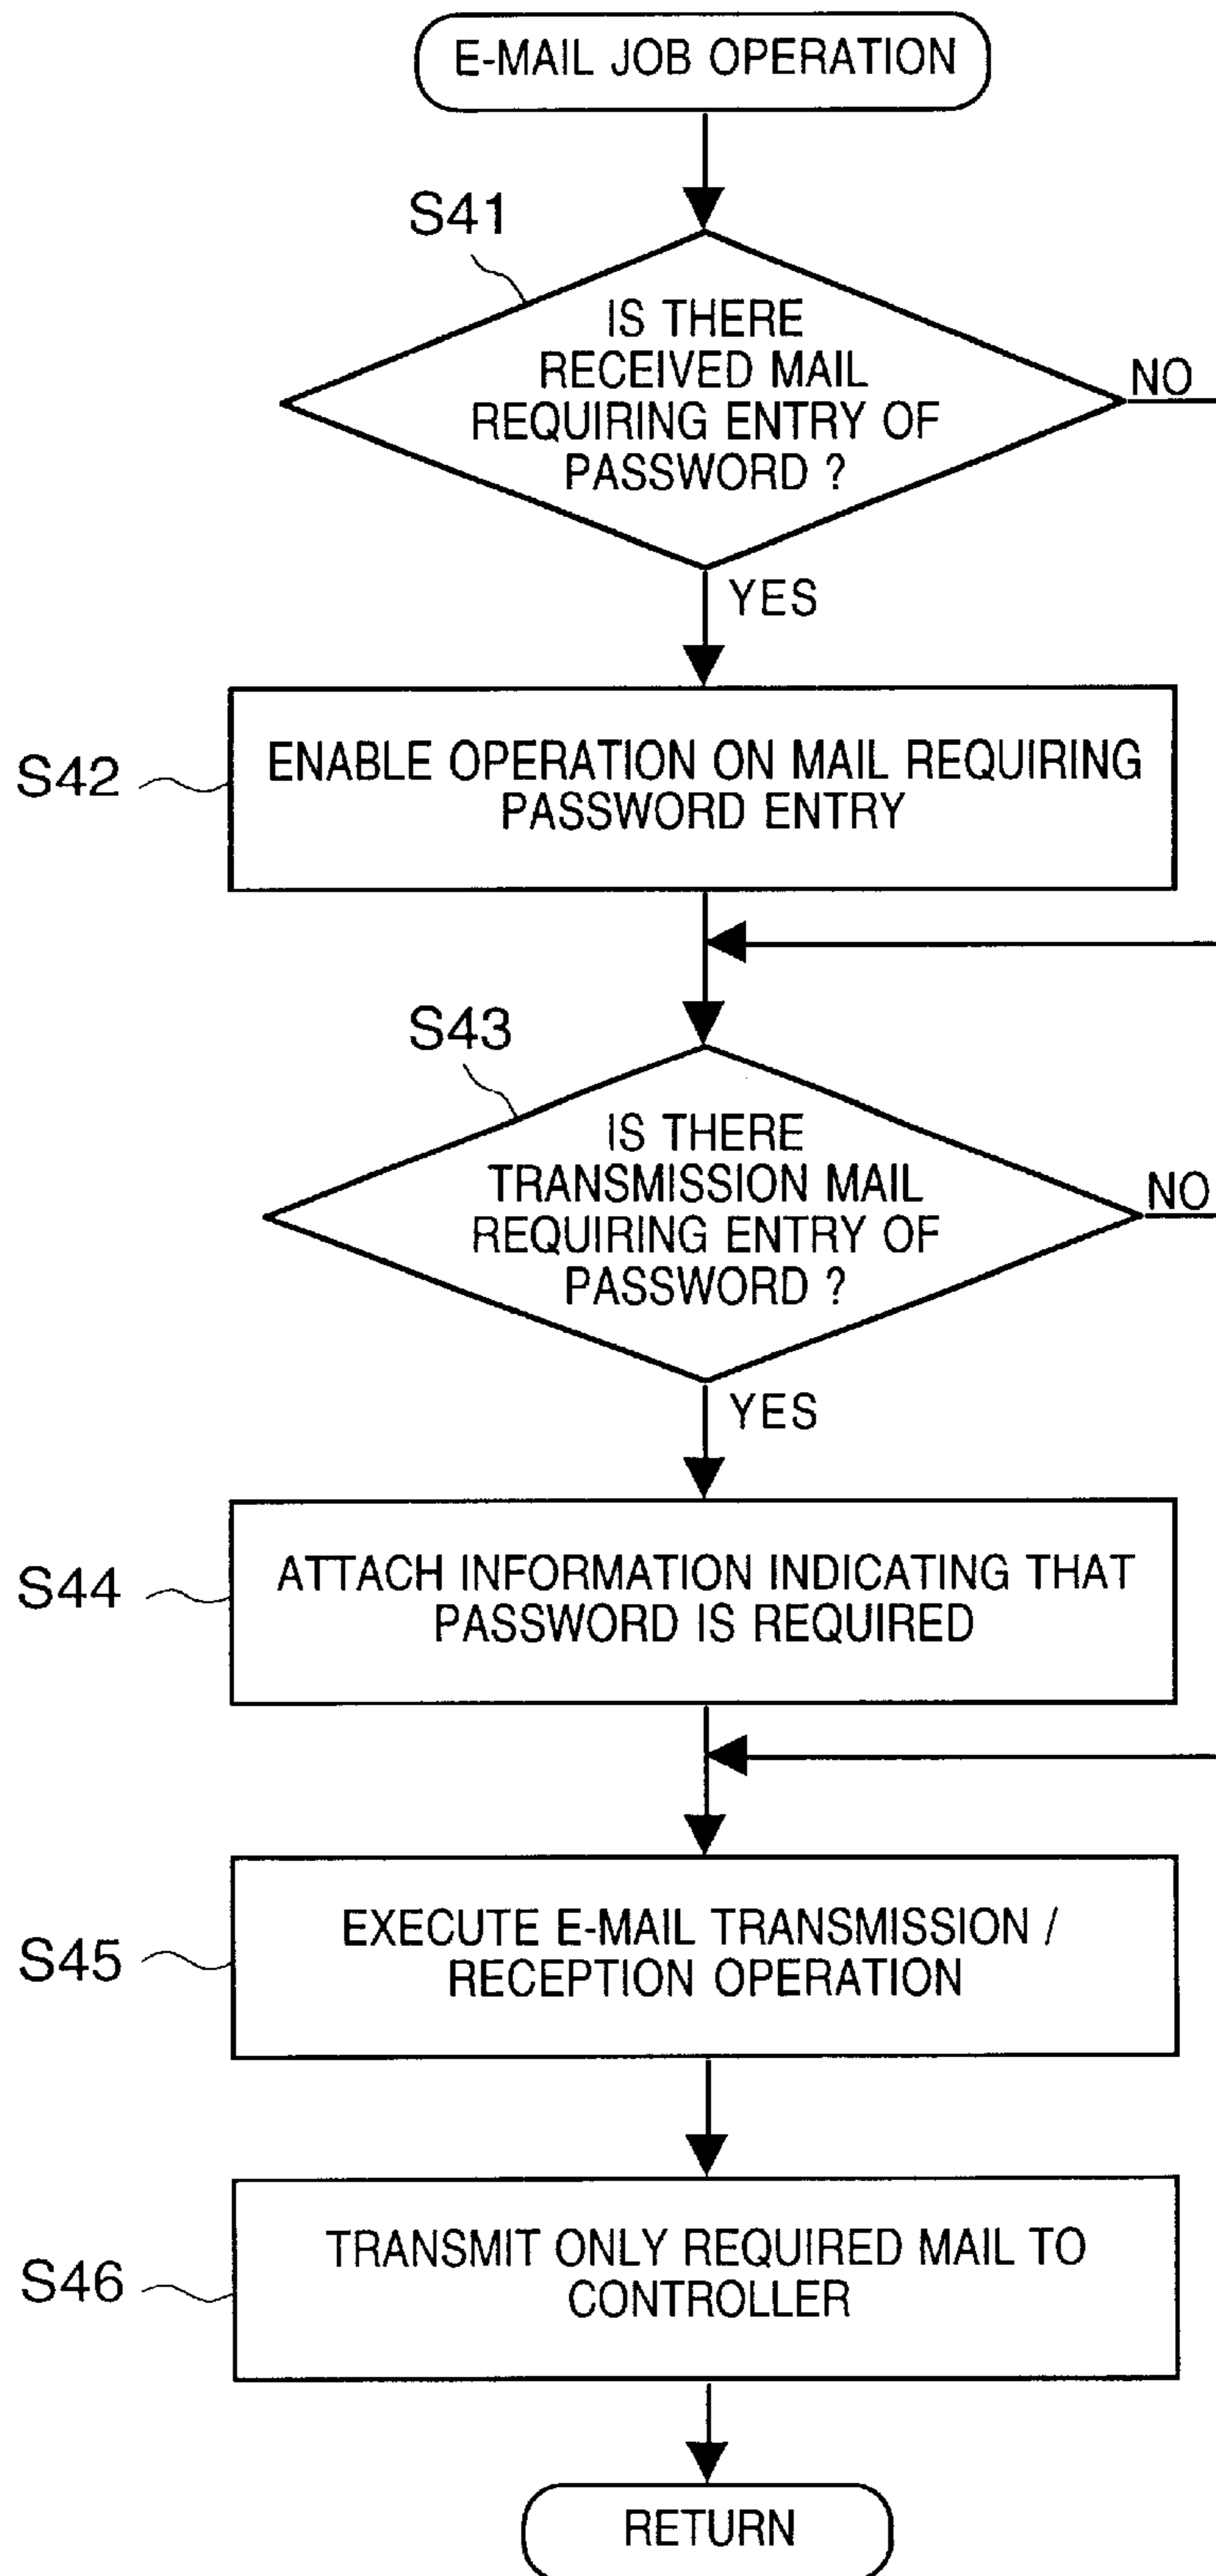 E-MAIL JOB OPERATION
S41
IS THERE
RECEIVED MAIL
REQUIRING ENTRY OF
PASSWORD ?
NO
YES
S42
ENABLE OPERATION ON MAIL REQUIRING
PASSWORD ENTRY
S43
IS THERE
TRANSMISSION MAIL
REQUIRING ENTRY OF
PASSWORD ?
NO
YES
S44
ATTACH INFORMATION INDICATING THAT
PASSWORD IS REQUIRED
S45
EXECUTE E-MAIL TRANSMISSION /
RECEPTION OPERATION
S46
TRANSMIT ONLY REQUIRED MAIL TO
CONTROLLER
RETURN